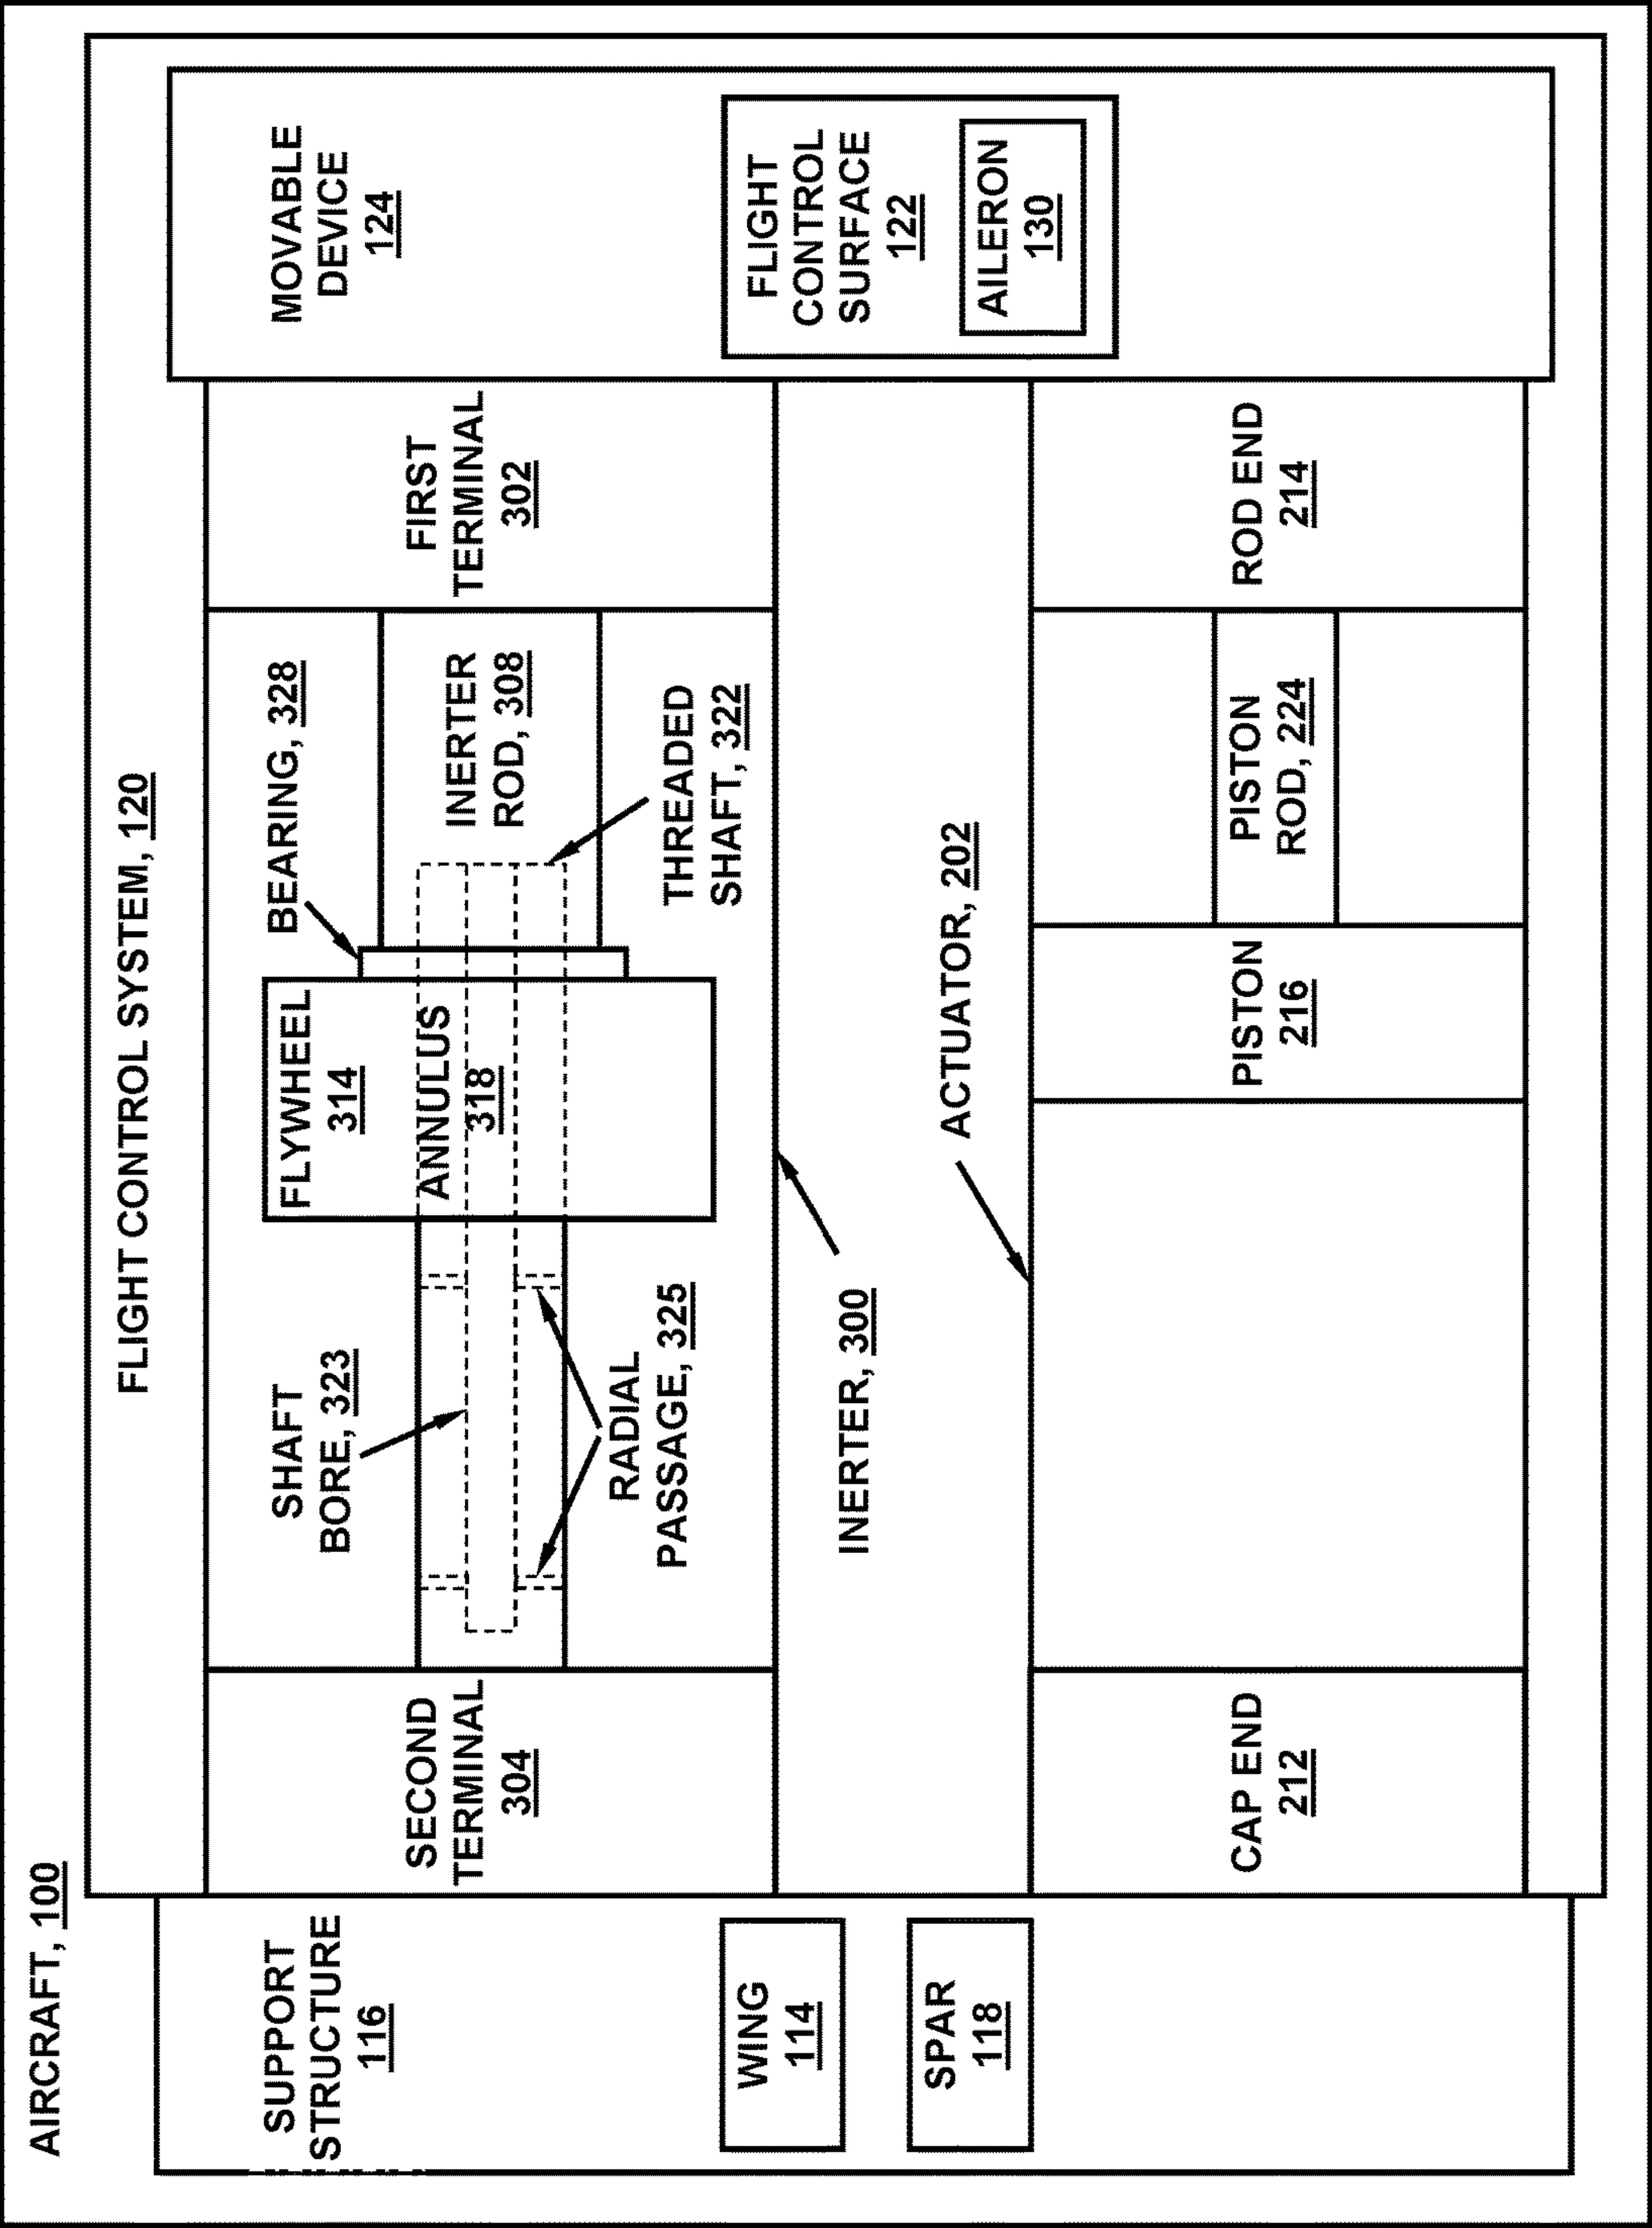 AIRCRAFT, 100
FLIGHT CONTROL SYSTEM, 120
SUPPORT
STRUCTURE
116
WING
114
SPAR
118
SECOND
TERMINAL
304
SHAFT
BORE, 323
RADIAL
PASSAGE, 325
FLYWHEEL
314
ANNULUS
318
BEARING, 328
INERTER
ROD, 308
THREADED
SHAFT, 322
FIRST
TERMINAL
302
MOVABLE
DEVICE
124
FLIGHT
CONTROL
SURFACE
122
AILERON
130
INERTER, 300
ACTUATOR, 202
CAP END
212
PISTON
216
PISTON
ROD, 224
ROD END
214